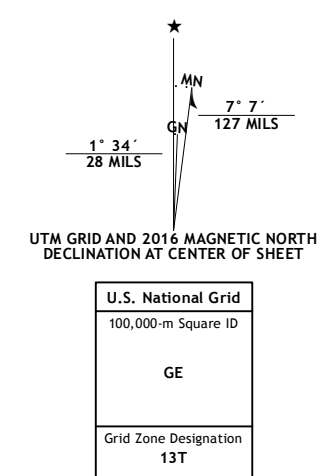 ★
MN
7° 7´
127 MILS
GN
1° 34´
28 MILS
UTM GRID AND 2016 MAGNETIC NORTH
DECLINATION AT CENTER OF SHEET
U.S. National Grid
100,000-m Square ID
GE
Grid Zone Designation
13T